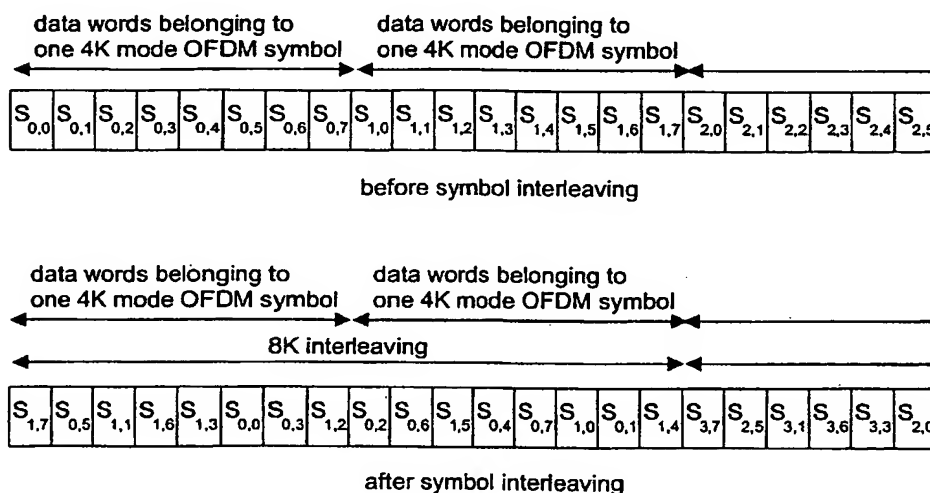 data words belonging to data words belonging to
one 4K mode OFDM symbol one 4K mode OFDM symbol
S0,0 S0,1 S0,2 S0,3 S0,4 S0,5 S0,6 S0,7 S1,0 S1,1 S1,2 S1,3 S1,4 S1,5 S1,6 S1,7 S2,0 S2,1 S2,2 S2,3 S2,4 S2,5
before symbol interleaving
data words belonging to data words belonging to
one 4K mode OFDM symbol one 4K mode OFDM symbol
8K interleaving
S1,7 S0,5 S1,1 S1,6 S1,3 S0,0 S0,3 S1,2 S0,2 S0,6 S1,5 S0,4 S0,7 S1,0 S0,1 S1,4 S3,7 S2,5 S3,1 S3,6 S3,3 S2,0
after symbol interleaving